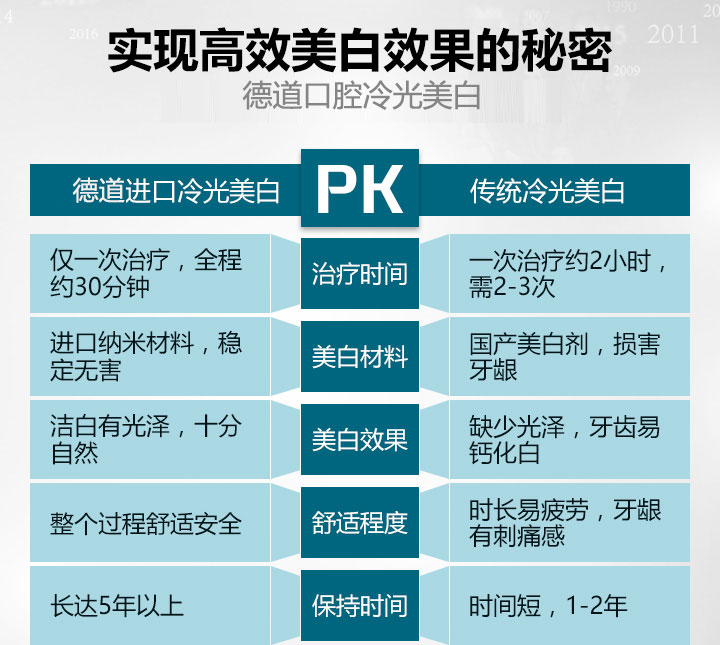 实现高效美白效果的秘密
德道口腔冷光美白
2016
1990
2011
2009
2007
德道进口冷光美白
PK
传统冷光美白
仅一次治疗，全程
约30分钟
治疗时间
一次治疗约2小时，
需2-3次
进口纳米材料，稳
定无害
美白材料
国产美白剂，损害
牙龈
洁白有光泽，十分
自然
美白效果
缺少光泽，牙齿易
钙化白
整个过程舒适安全
舒适程度
时长易疲劳，牙龈
有刺痛感
长达5年以上
保持时间
时间短，1-2年